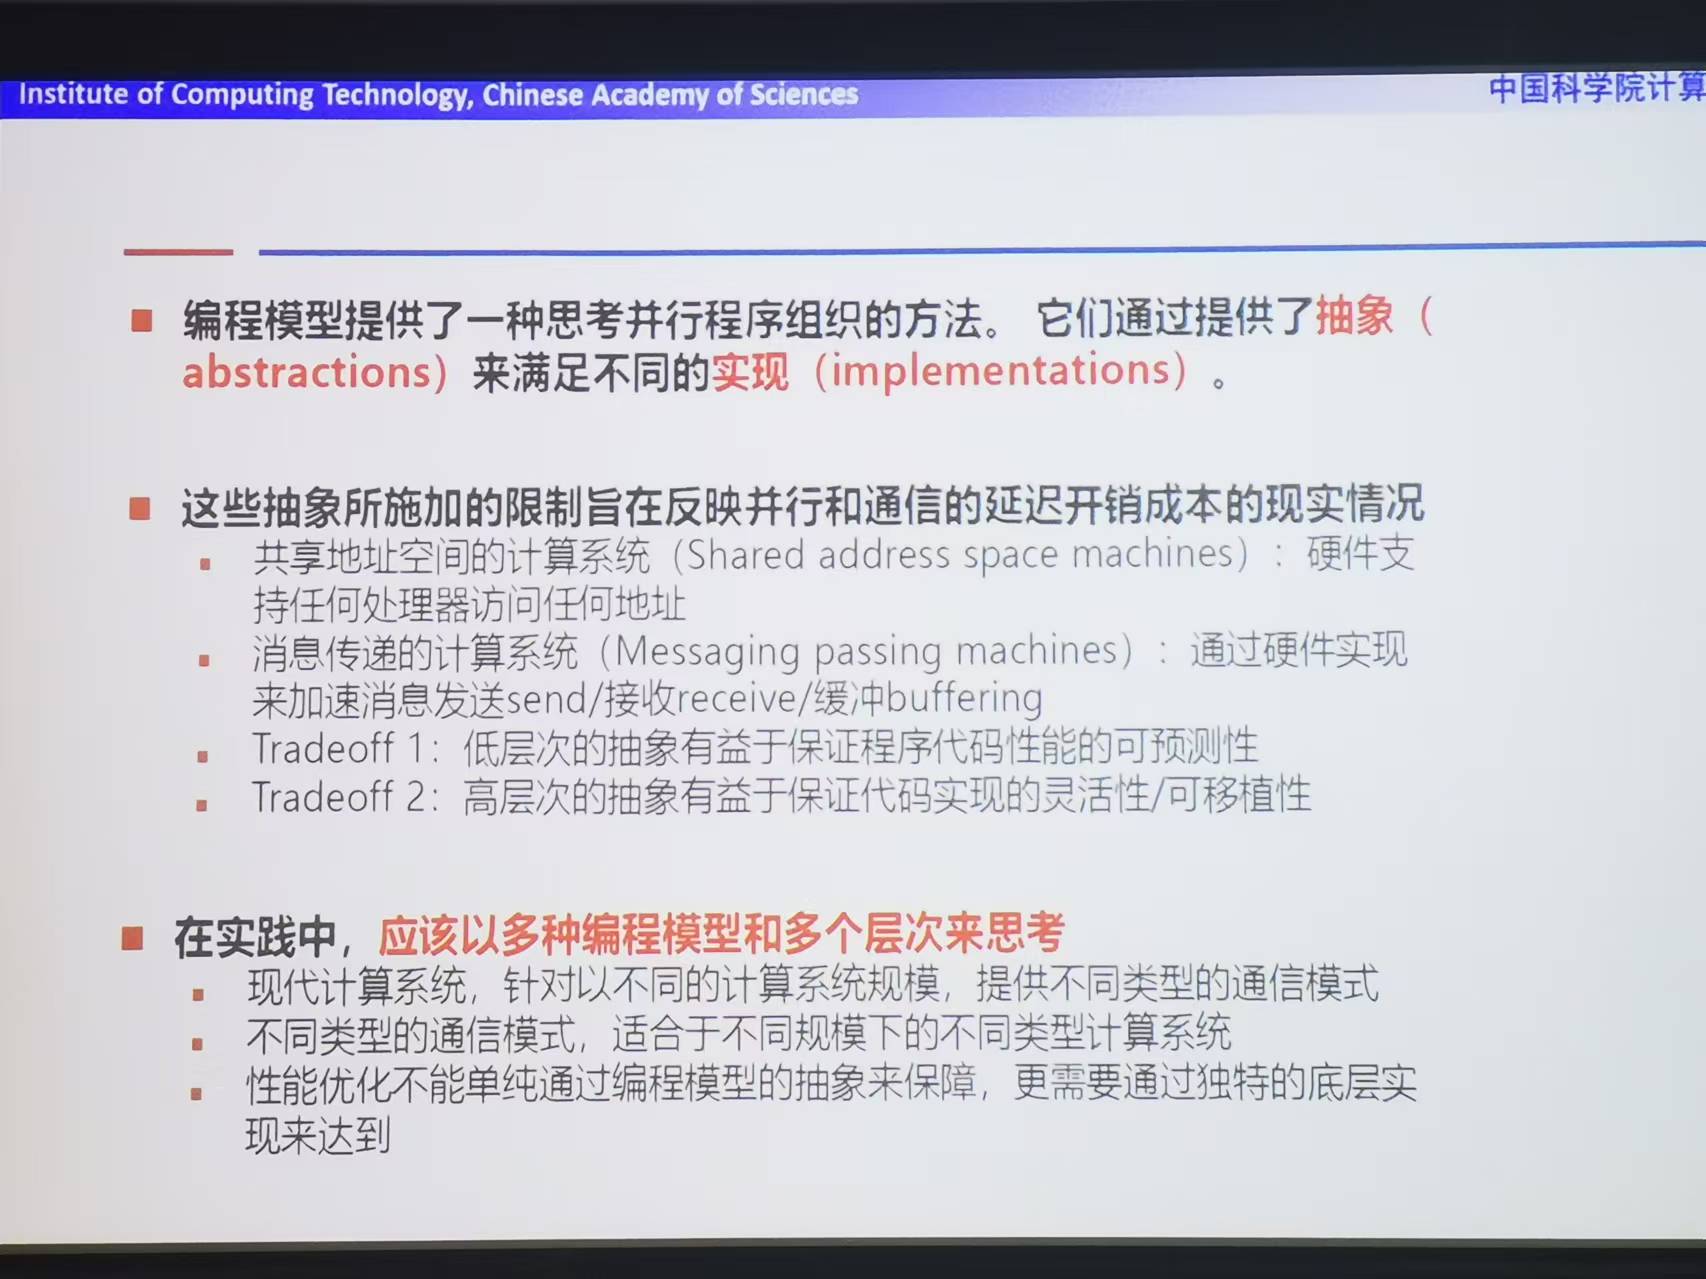 Institute of Computing Technology, Chinese Academy of Sciences
中国科学院计算
编程模型提供了一种思考并行程序组织的方法。 它们通过提供了抽象（
abstractions）来满足不同的实现（implementations）。
这些抽象所施加的限制旨在反映并行和通信的延迟开销成本的现实情况
共享地址空间的计算系统（Shared address space machines）：硬件支
持任何处理器访问任何地址
消息传递的计算系统（Messaging passing machines）：通过硬件实现
来加速消息发送send/接收receive/缓冲buffering
Tradeoff 1：低层次的抽象有益于保证程序代码性能的可预测性
Tradeoff 2：高层次的抽象有益于保证代码实现的灵活性/可移植性
在实践中，应该以多种编程模型和多个层次来思考
现代计算系统，针对以不同的计算系统规模，提供不同类型的通信模式
不同类型的通信模式，适合于不同规模下的不同类型计算系统
性能优化不能单纯通过编程模型的抽象来保障，更需要通过独特的底层实
现来达到